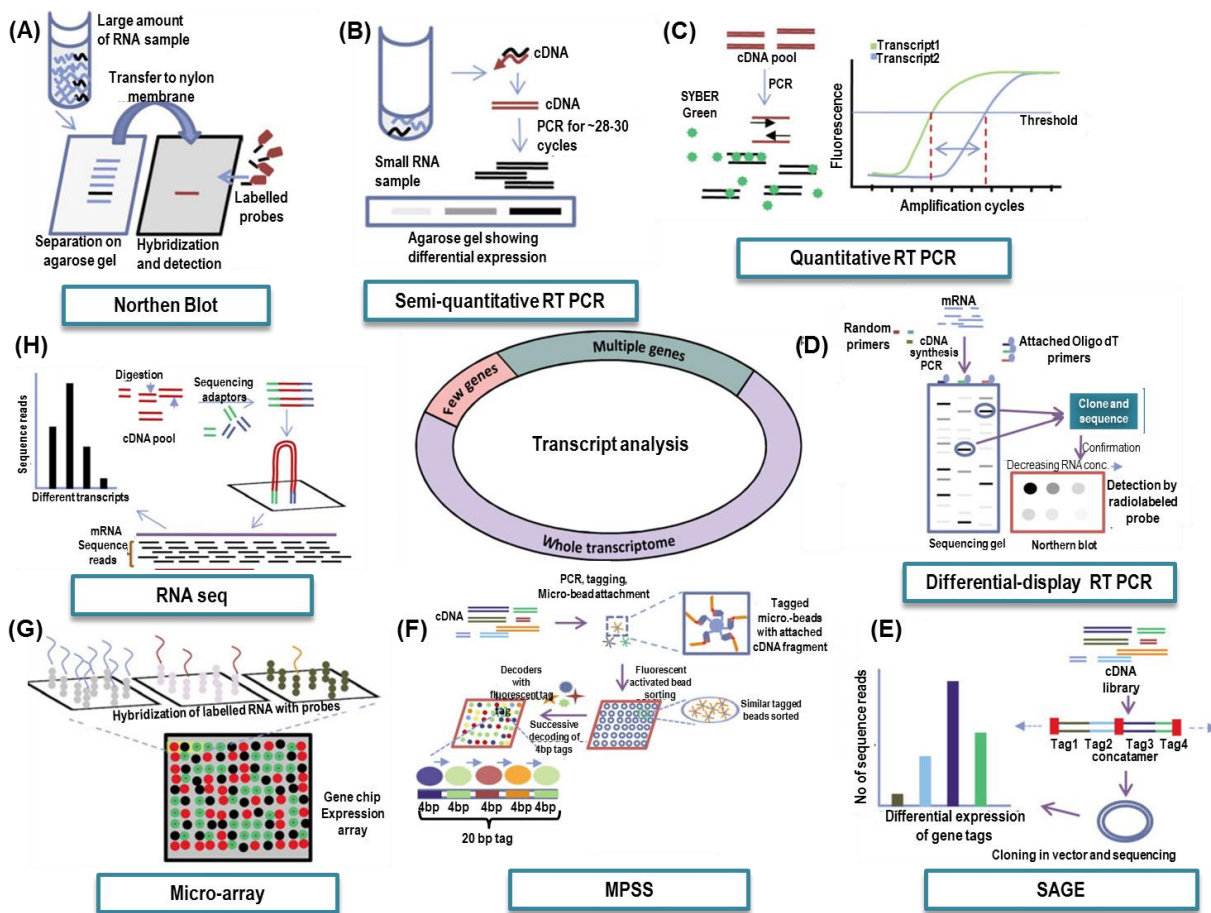 (A)
Large amount
of RNA sample
Transfer to nylon
membrane
Labelled
probes
Separation on
agarose gel
Hybridization
and detection
Northen Blot
(B)
cDNA
cDNA
PCR for ~28-30
cycles
Small RNA
sample
Agarose gel showing
differential expression
Semi-quantitative RT PCR
(C)
cDNA pool
PCR
SYBER
Green
Transcript1
Transcript2
Threshold
Fluorescence
Amplification cycles
Quantitative RT PCR
(D)
mRNA
Random
primers
cDNA
synthesis
PCR
Attached Oligo dT
primers
Clone and
sequence
Confirmation
Decreasing RNA conc.
Detection by
radiolabeled
probe
Sequencing gel
Northern blot
Differential-display RT PCR
Few genes
Multiple genes
Whole transcriptome
Transcript analysis
(H)
Digestion
Sequencing
adaptors
cDNA pool
Sequence reads
Different transcripts
mRNA
Sequence
reads
RNA seq
(G)
Hybridization of labelled RNA with probes
Gene chip
Expression
array
Micro-array
(F)
PCR, tagging,
Micro-bead attachment
cDNA
Tagged
micro.-beads
with attached
cDNA fragment
Decoders
with
fluorescent tag
tag
Fluorescent
activated bead
sorting
Similar tagged
beads sorted
Successive
decoding of
4bp tags
4bp 4bp 4bp 4bp 4bp
20 bp tag
MPSS
(E)
cDNA
library
Tag1 Tag2 Tag3 Tag4
concatamer
No of sequence reads
Differential expression
of gene tags
Cloning in vector and sequencing
SAGE